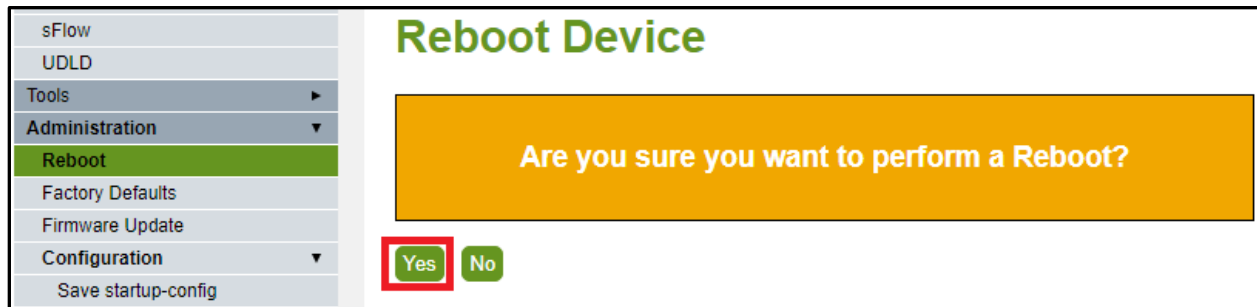 sFlow
UDLD
Tools
Administration
Reboot
Factory Defaults
Firmware Update
Configuration
Save startup-config
Reboot Device
Are you sure you want to perform a Reboot?
Yes No